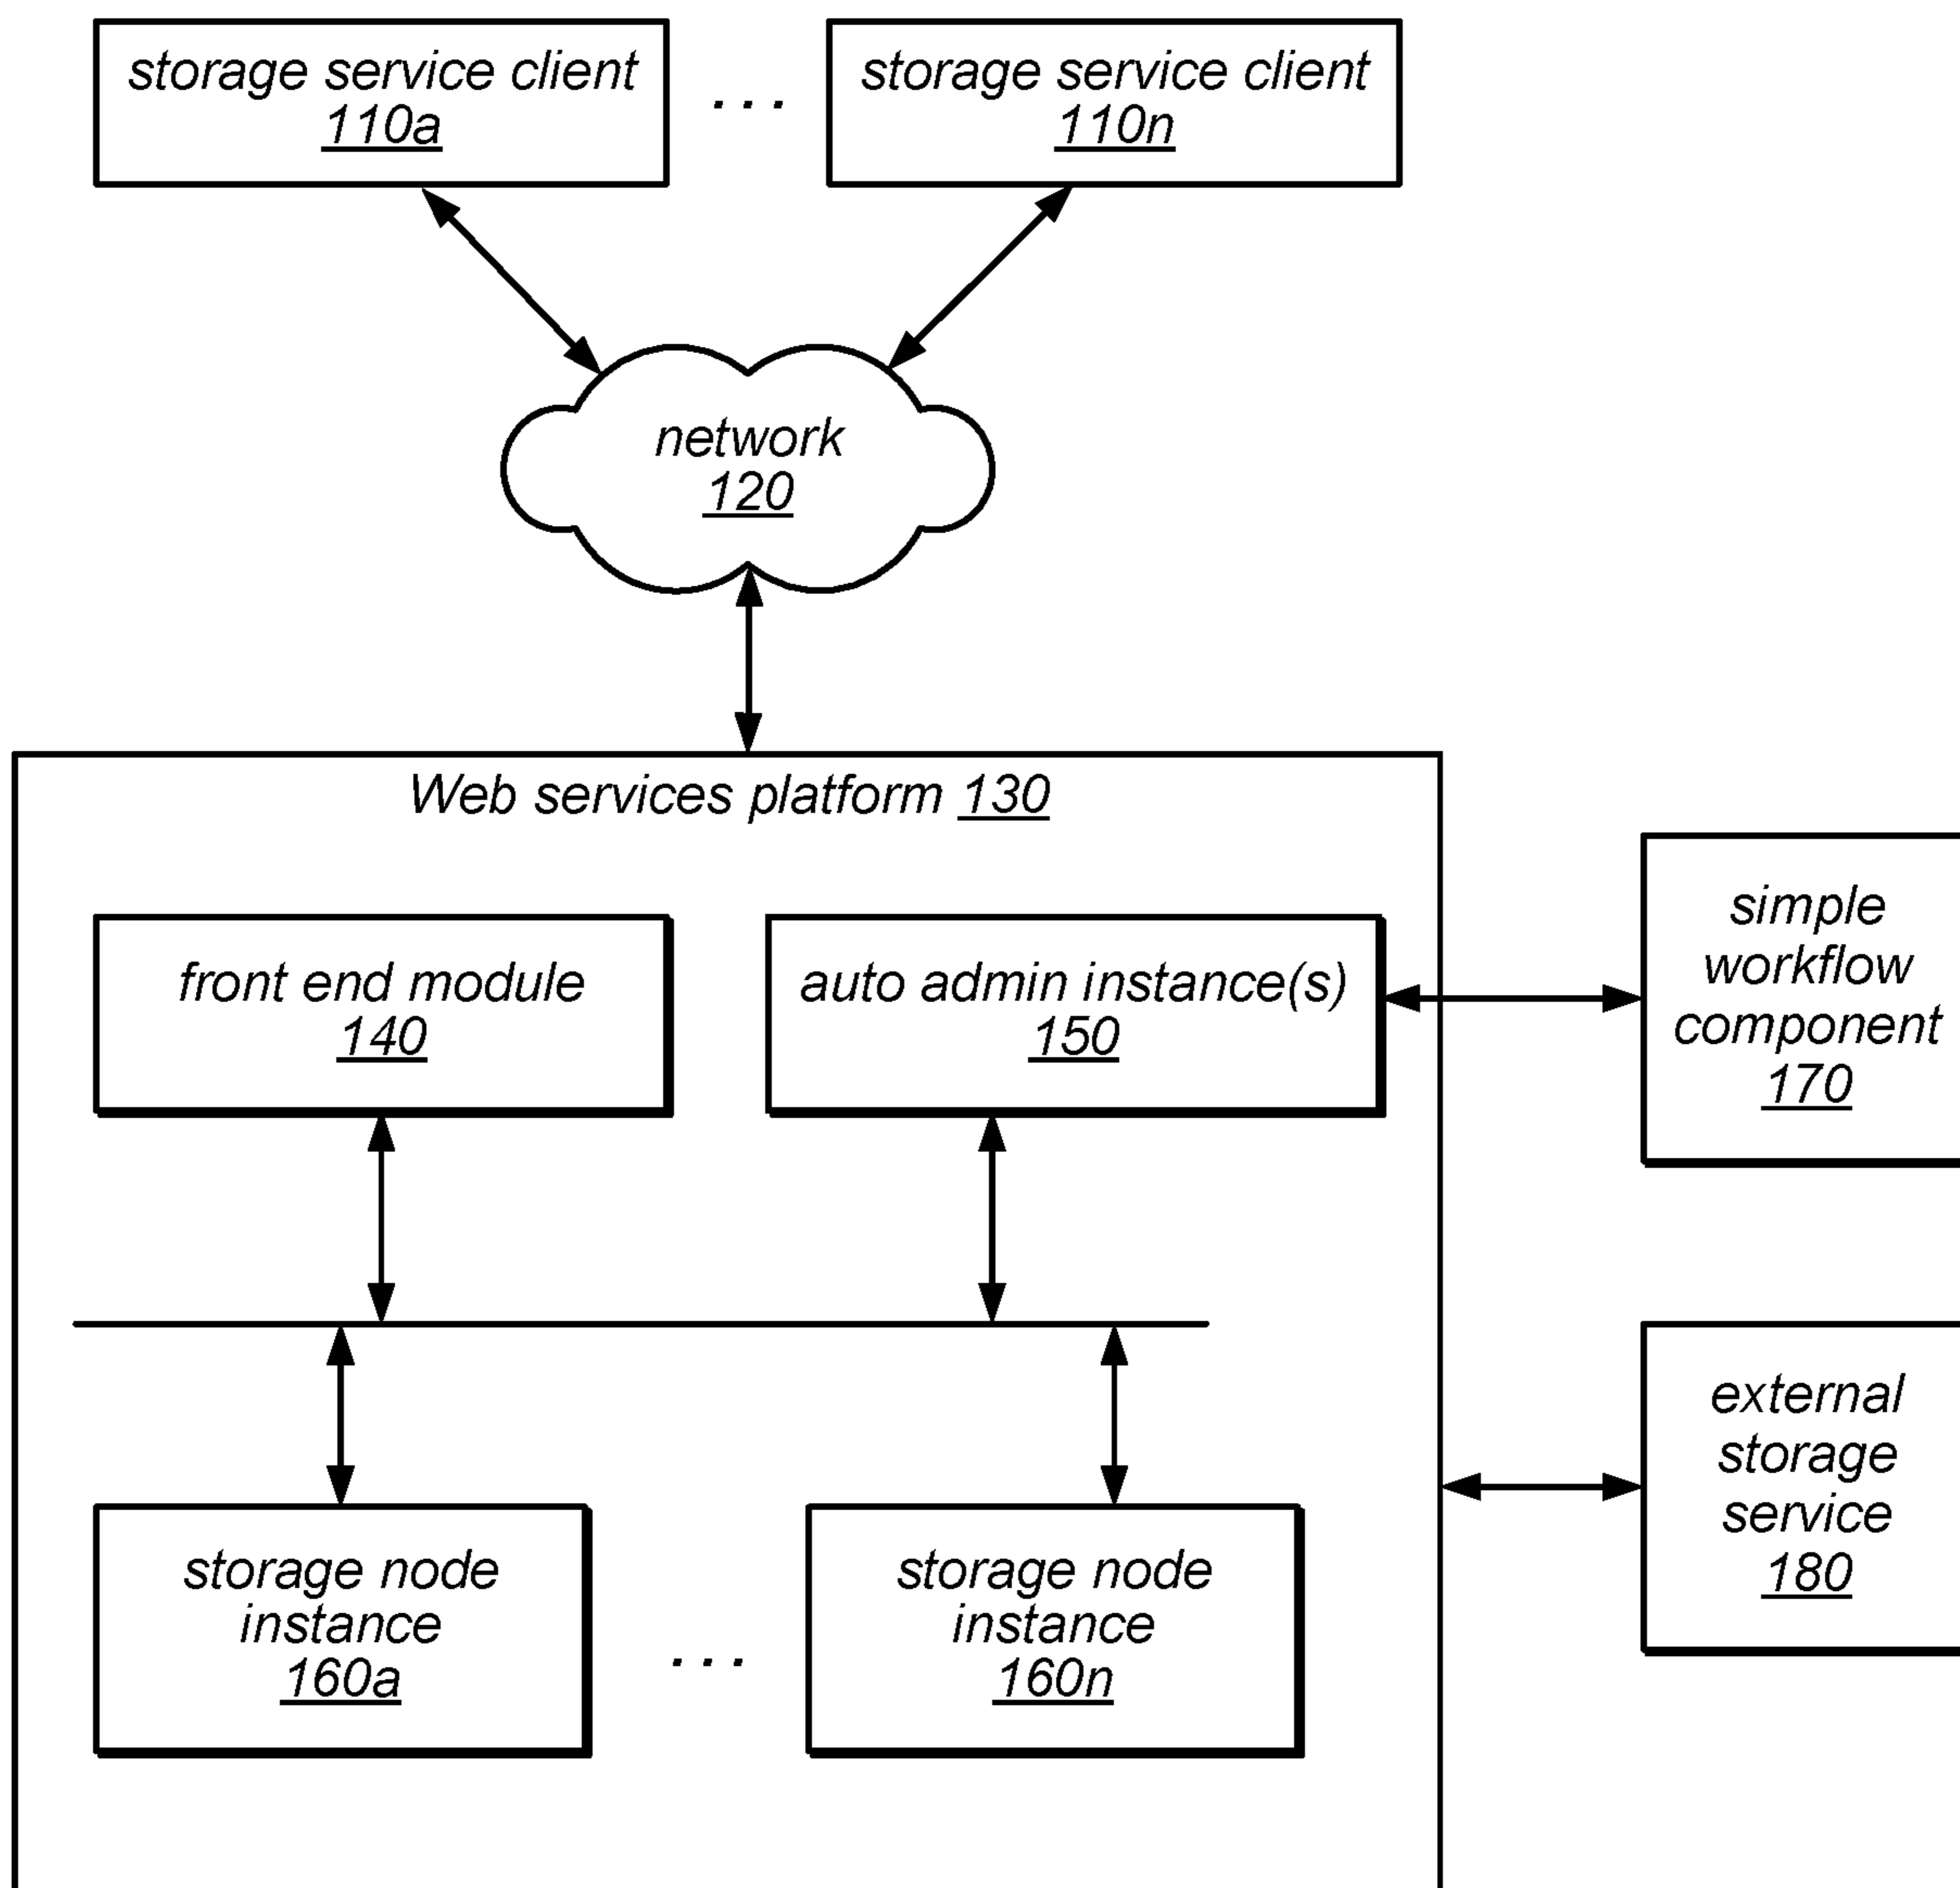 storage service client
110a
...
storage service client
110n
network
120
Web services platform 130
front end module
140
auto admin instance(s)
150
simple
workflow
component
170
external
storage
service
180
storage node
instance
160a
...
storage node
instance
160n